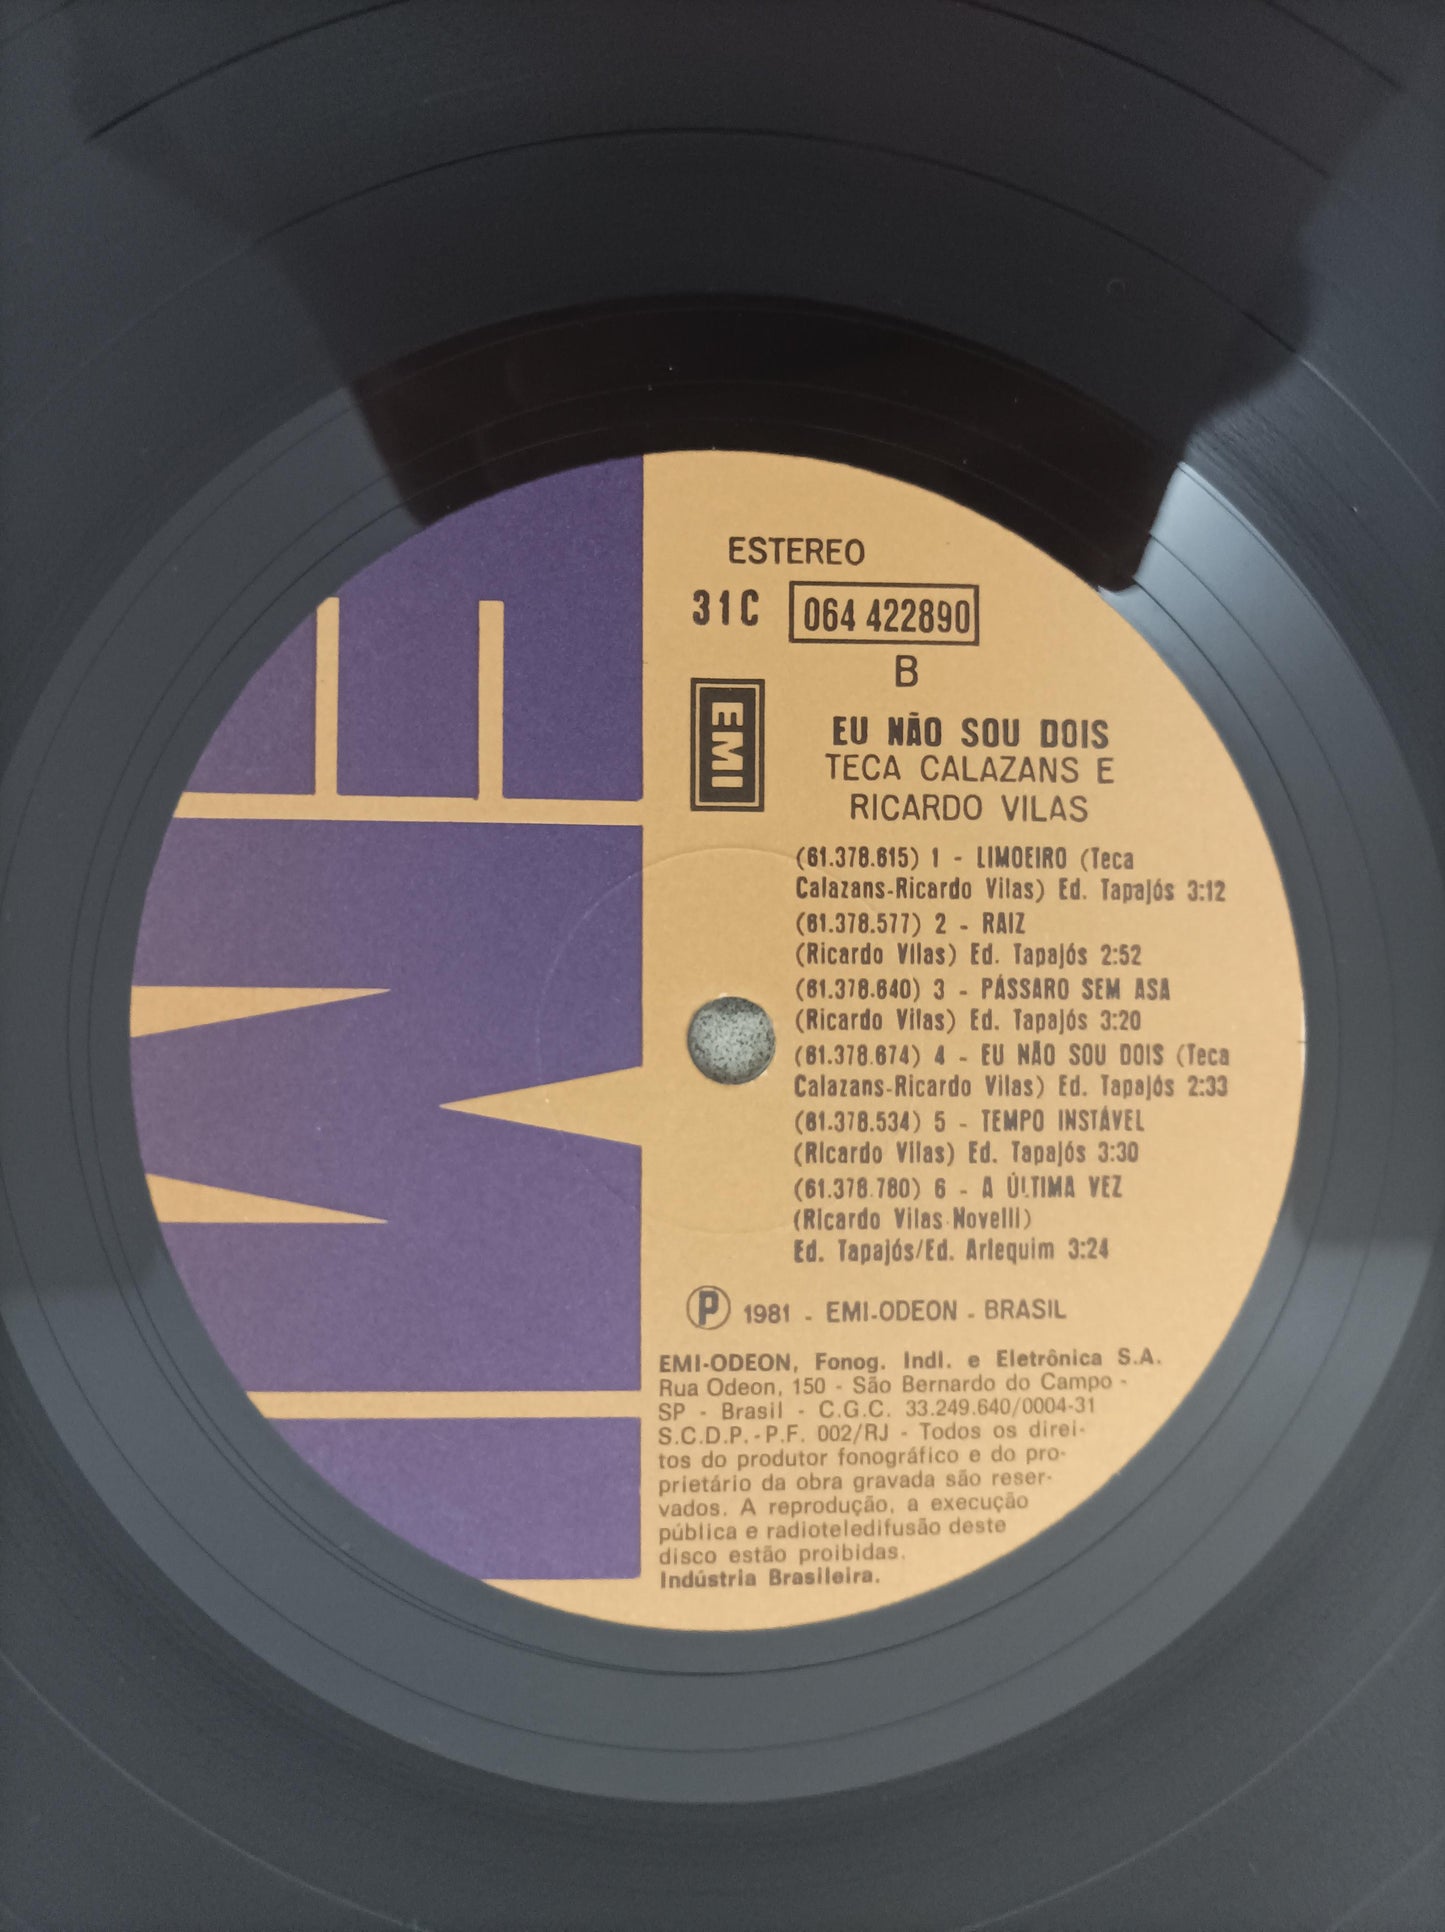 ESTEREO
31C 064 422890
B
EMI
EU NÃO SOU DOIS
TECA CALAZANS E
RICARDO VILAS
(61.378.615) 1 - LIMOEIRO (Teca
Calazans-Ricardo Vilas) Ed. Tapajós 3:12
(61.378.577) 2 - RAIZ
(Ricardo Vilas) Ed. Tapajós 2:52
(61.378.640) 3 - PÁSSARO SEM ASA
(Ricardo Vilas) Ed. Tapajós 3:20
(61.378.674) 4 - EU NÃO SOU DOIS (Teca
Calazans-Ricardo Vilas) Ed. Tapajós 2:33
(61.378.534) 5 - TEMPO INSTÁVEL
(Ricardo Vilas) Ed. Tapajós 3:30
(61.378.780) 6 - A ÚLTIMA VEZ
(Ricardo Vilas-Novelli)
Ed. Tapajós/Ed. Arlequim 3:24
Ⓟ 1981 - EMI-ODEON - BRASIL
EMI-ODEON, Fonog. Indl. e Eletrônica S.A.
Rua Odeon, 150 - São Bernardo do Campo -
SP - Brasil - C.G.C. 33.249.640/0004-31
S.C.D.P. - P.F. 002/RJ - Todos os direi-
tos do produtor fonográfico e do pro-
prietário da obra gravada são reser-
vados. A reprodução, a execução
pública e radioteledifusão deste
disco estão proibidas.
Indústria Brasileira.